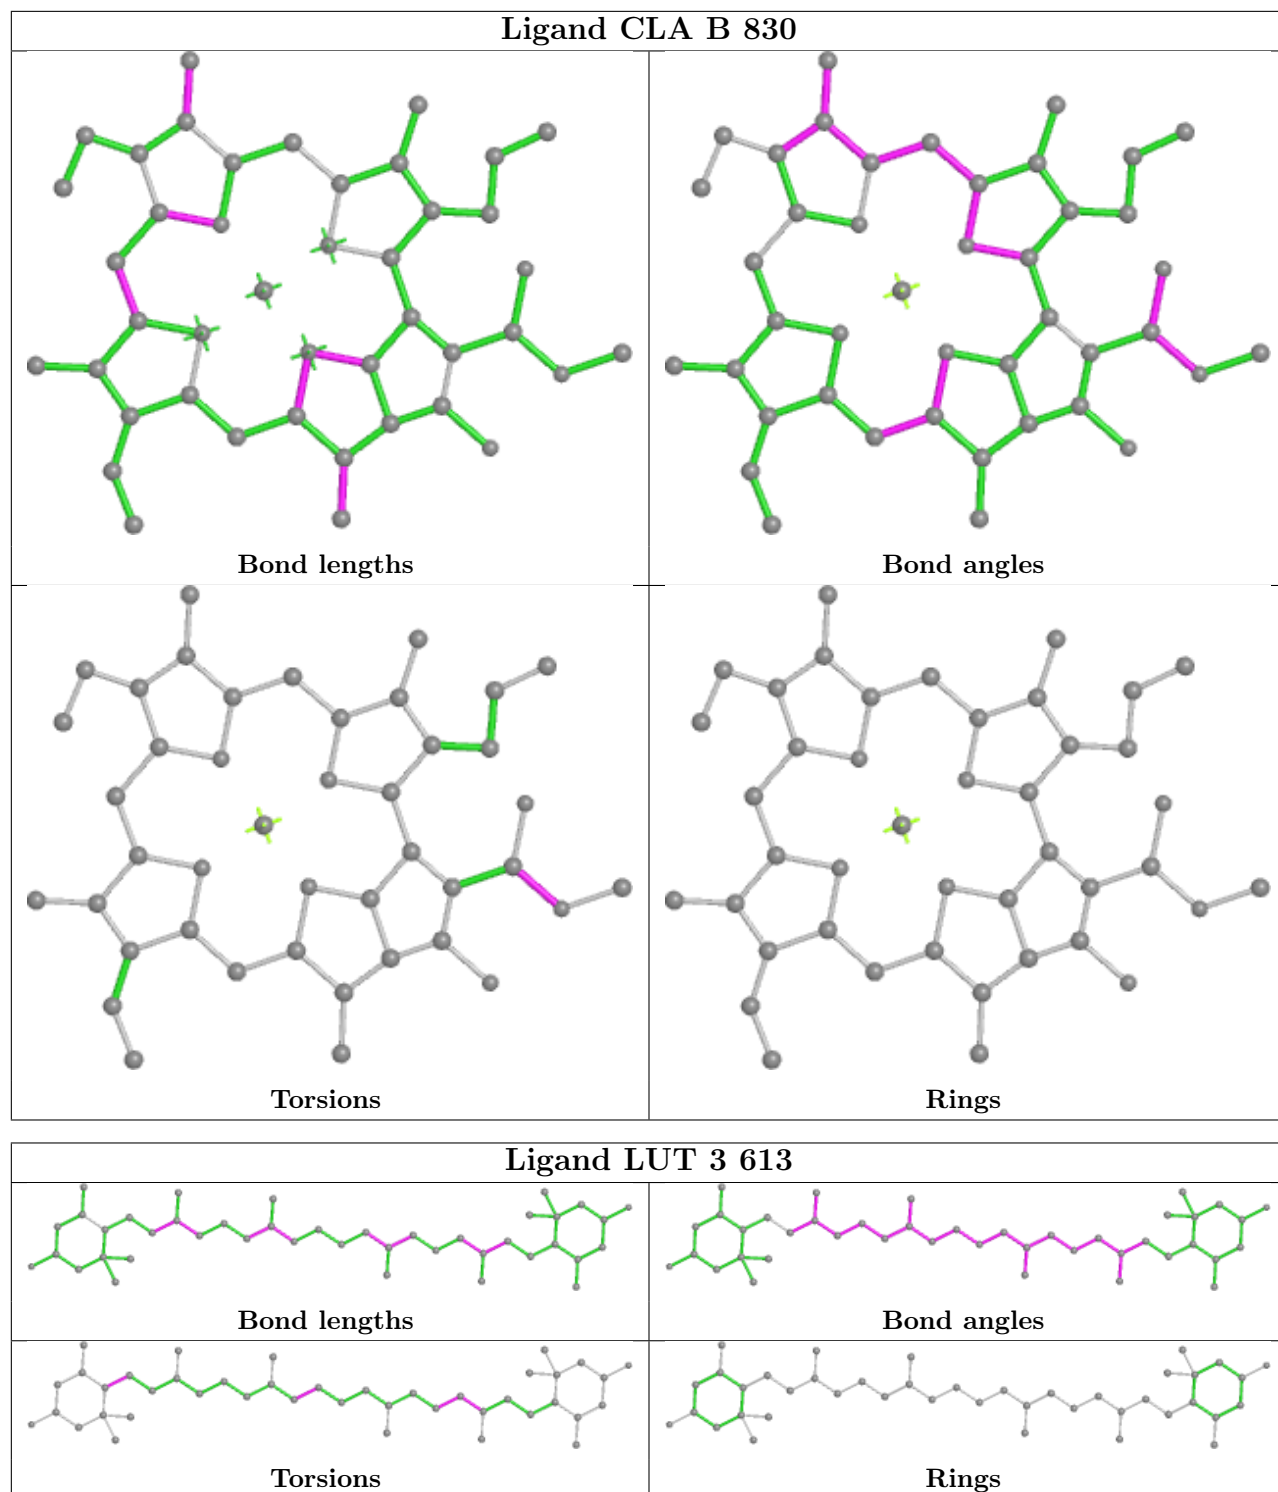 Ligand CLA B 830
Bond lengths
Bond angles
Torsions
Rings
Ligand LUT 3 613
Bond lengths
Bond angles
Torsions
Rings